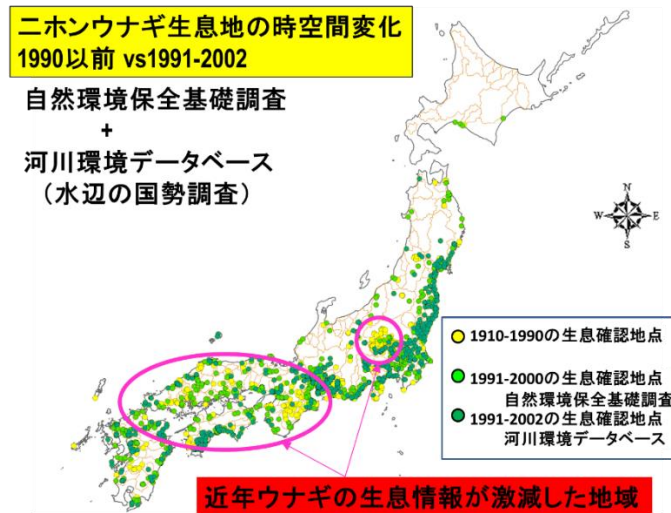 ニホンウナギ生息地の時空間変化
1990以前 vs1991-2002
自然環境保全基礎調査
+
河川環境データベース
（水辺の国勢調査）
N
W
E
S
1910-1990の生息確認地点
1991-2000の生息確認地点
自然環境保全基礎調査
1991-2002の生息確認地点
河川環境データベース
近年ウナギの生息情報が激減した地域